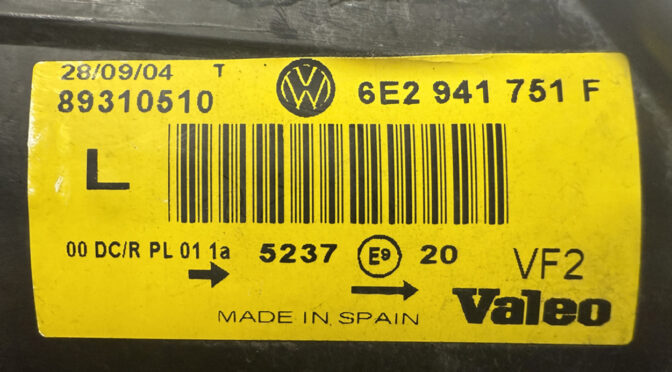 28/09/04 T
89310510
VW 6E2 941 751 F
L
00 DC/R PL 01 1a 5237 E9 20 VF2
MADE IN SPAIN
Valeo